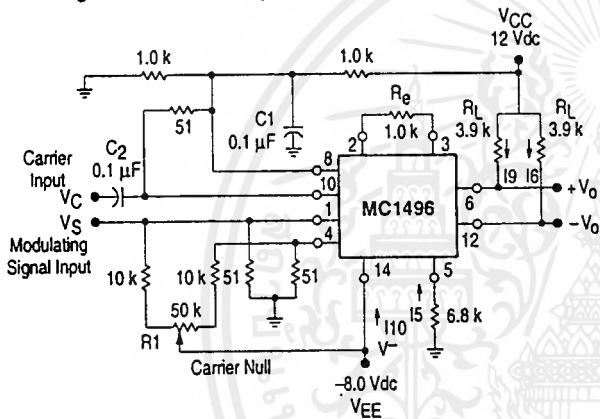 VCC
12 Vdc
1.0 k
1.0 k
Re
1.0 k
RL
3.9 k
RL
3.9 k
51
C1
0.1 µF
2
3
I9
I6
C2
0.1 µF
Carrier
Input
VC
8
10
MC1496
6
+Vo
VS
1
4
12
–Vo
Modulating
Signal Input
10 k
10 k
51
51
14
5
50 k
R1
I10
I5
6.8 k
V–
Carrier Null
–8.0 Vdc
VEE